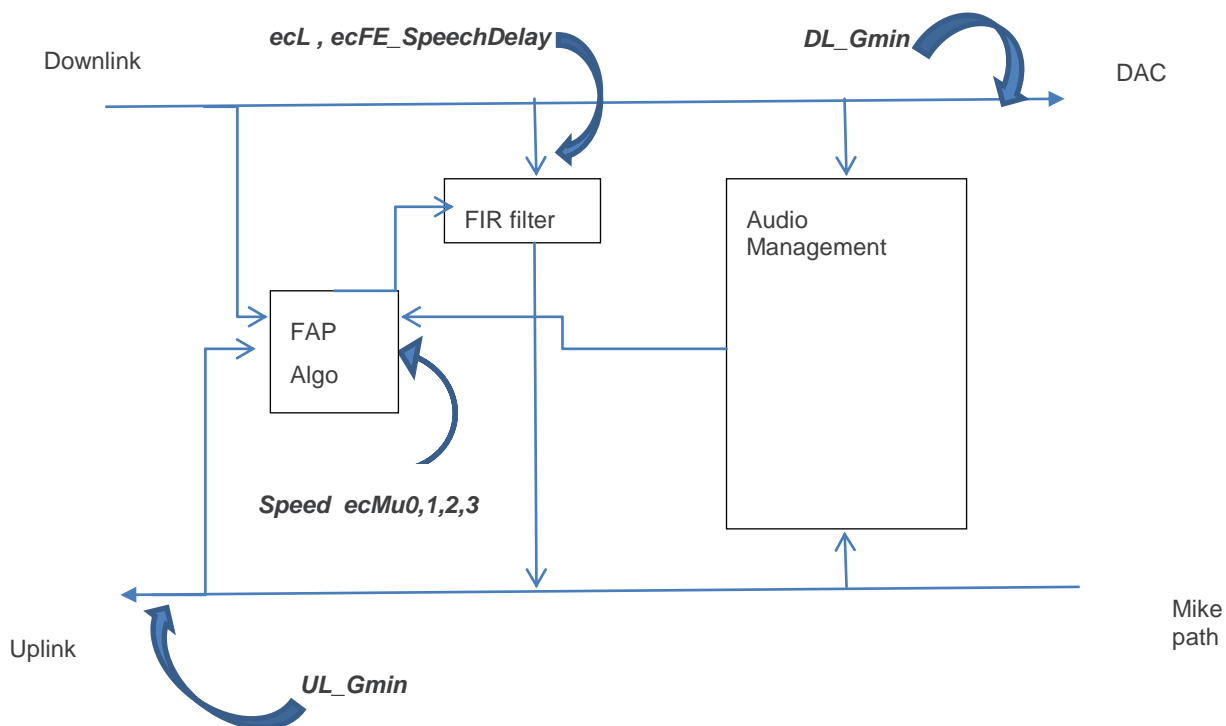 ecL , ecFE_SpeechDelay
DL_Gmin
Downlink
DAC
FIR filter
Audio
Management
FAP
Algo
Speed ecMu0,1,2,3
Mike
path
Uplink
UL_Gmin